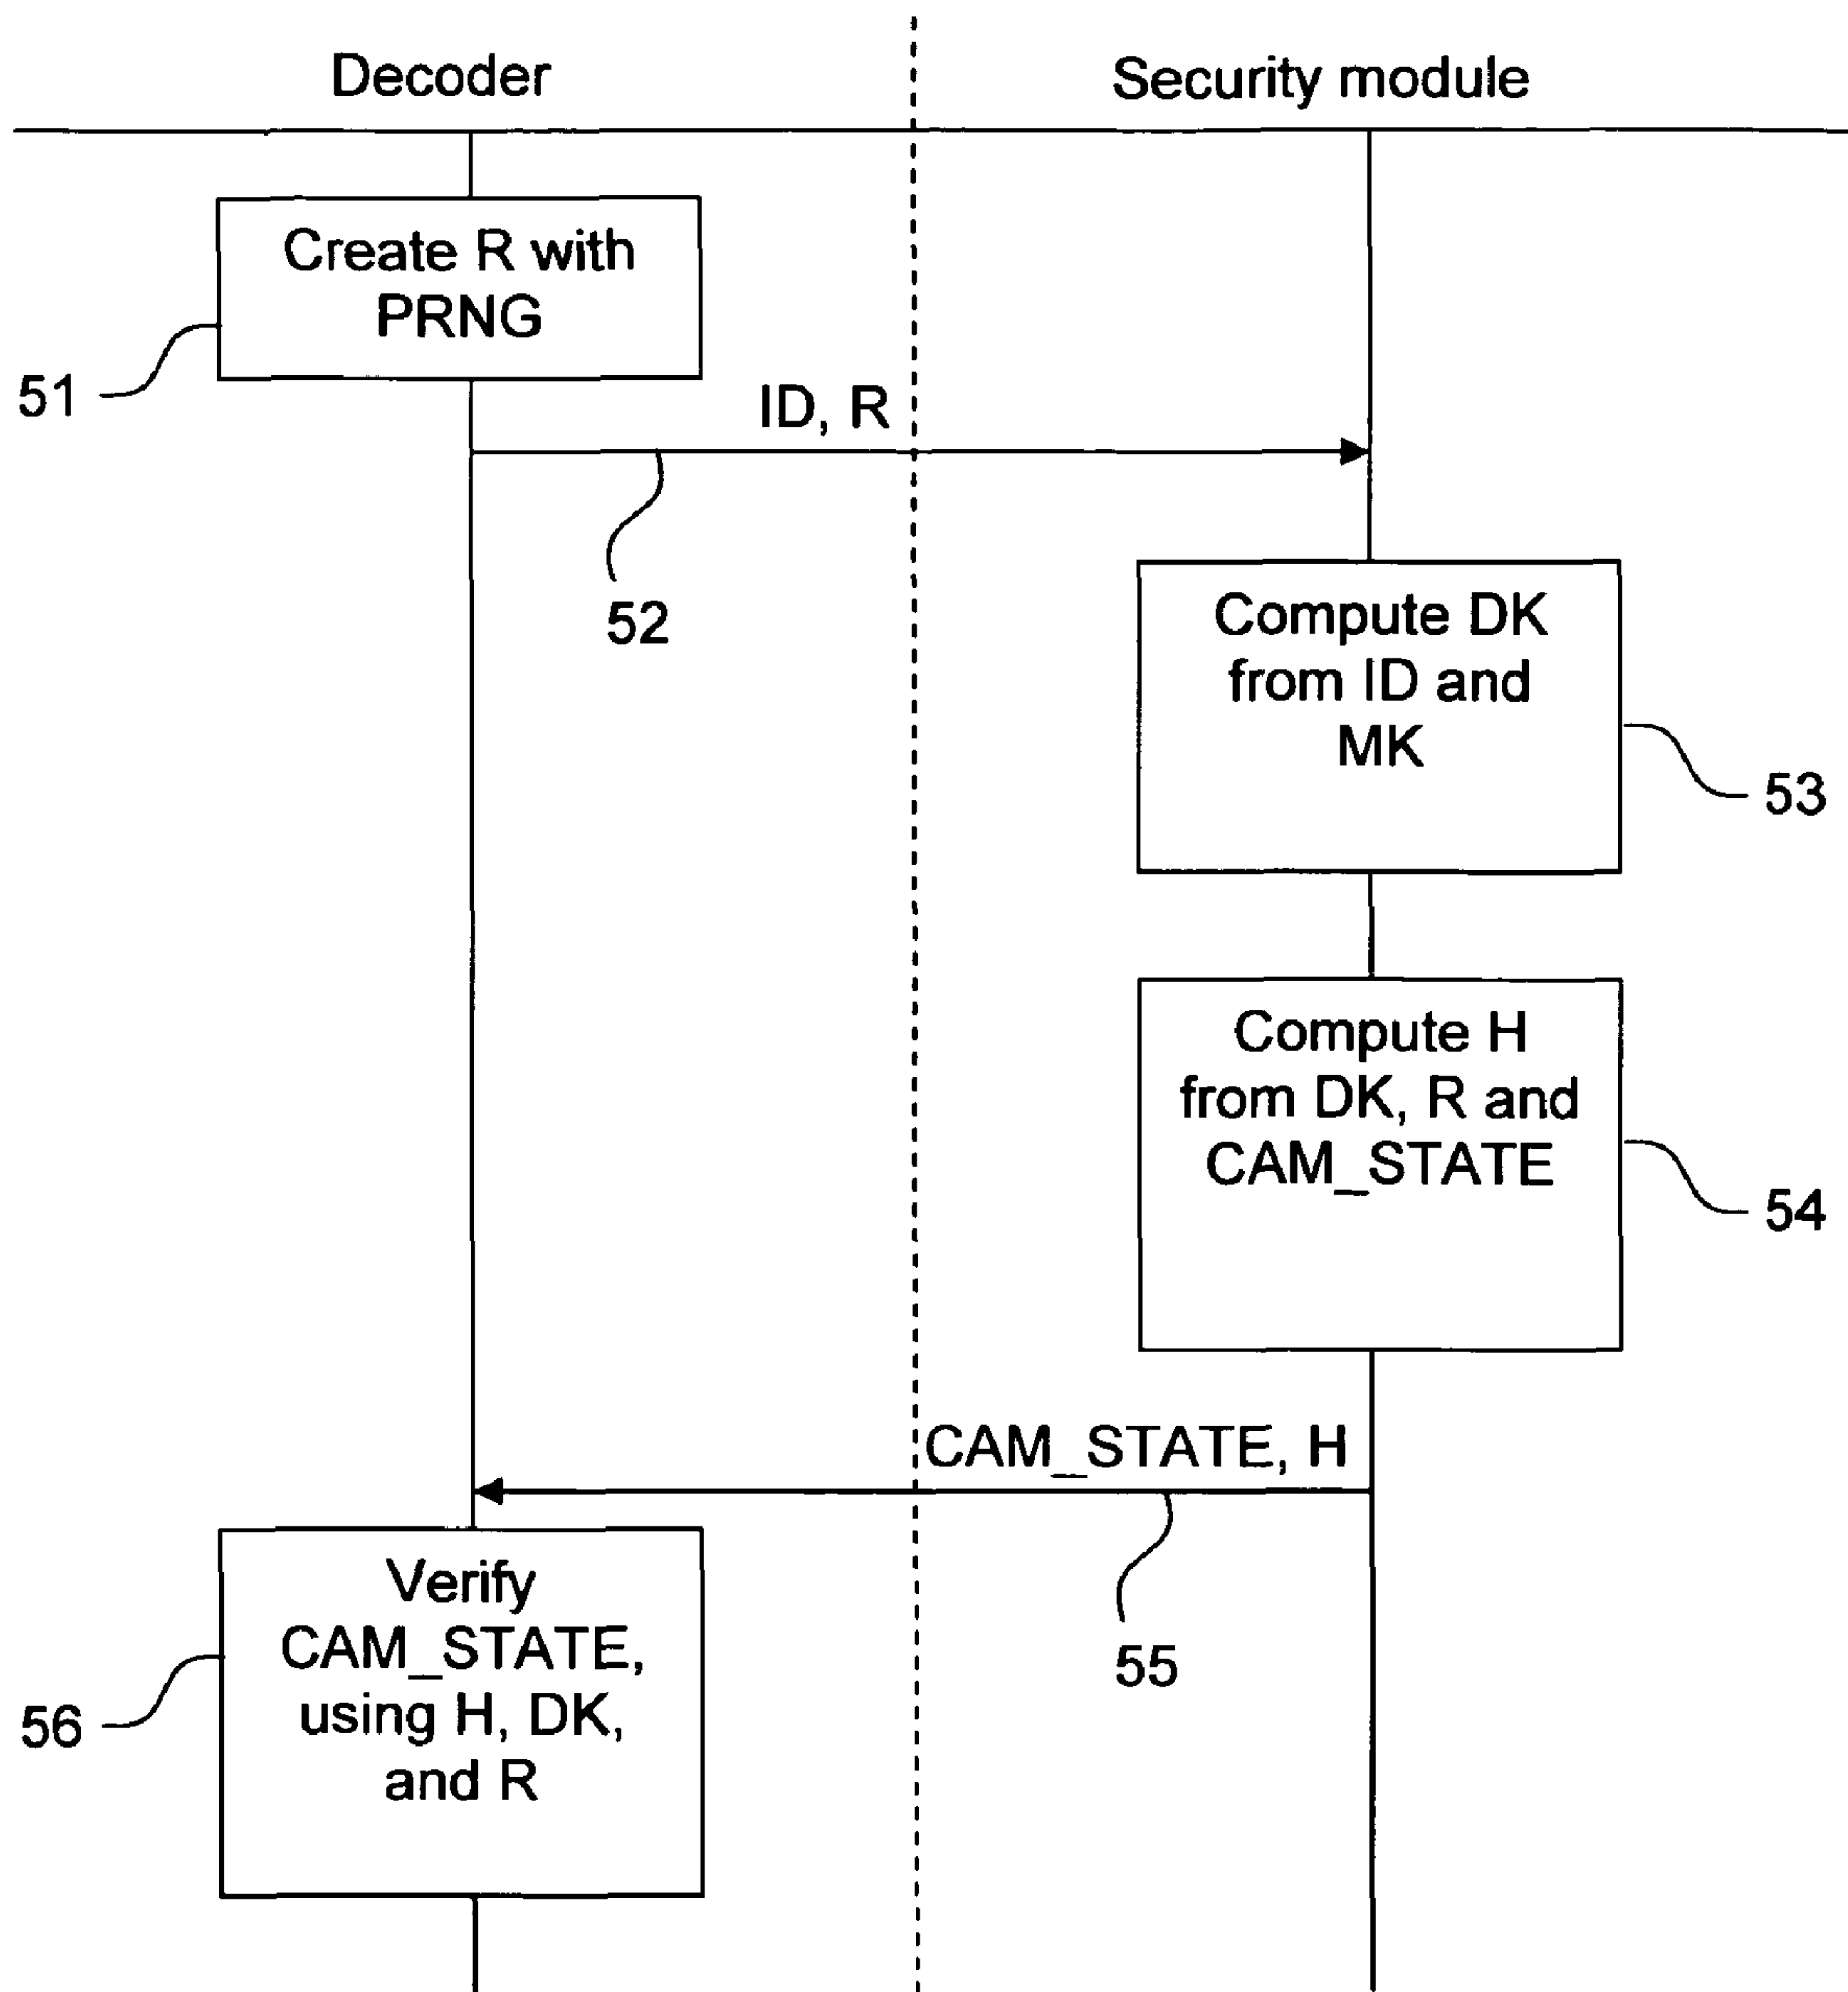 Decoder
Security module
Create R with
PRNG
51
ID, R
52
Compute DK
from ID and
MK
53
Compute H
from DK, R and
CAM_STATE
54
CAM_STATE, H
55
Verify
CAM_STATE,
using H, DK,
and R
56